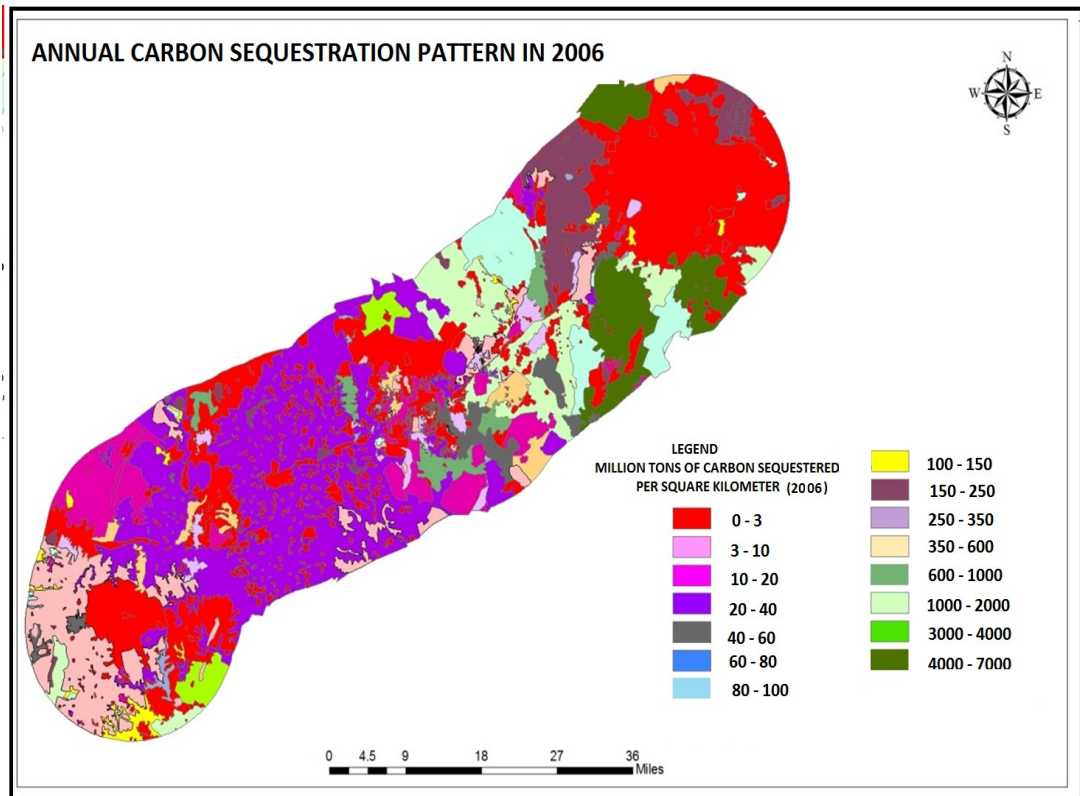 ANNUAL CARBON SEQUESTRATION PATTERN IN 2006
N
W E
S
LEGEND
MILLION TONS OF CARBON SEQUESTERED
PER SQUARE KILOMETER (2006)
0 - 3
3 - 10
10 - 20
20 - 40
40 - 60
60 - 80
80 - 100
100 - 150
150 - 250
250 - 350
350 - 600
600 - 1000
1000 - 2000
3000 - 4000
4000 - 7000
0 4.5 9 18 27 36
Miles